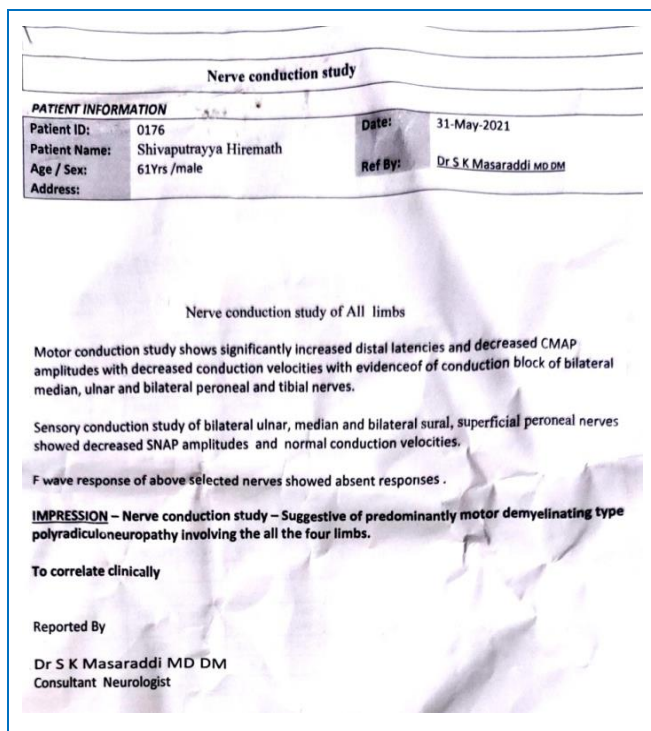 Nerve conduction study
PATIENT INFORMATION
Patient ID: 0176 Date: 31-May-2021
Patient Name: Shivaputrayya Hiremath
Age / Sex: 61Yrs /male Ref By: Dr S K Masaraddi MD DM
Address:
Nerve conduction study of All limbs
Motor conduction study shows significantly increased distal latencies and decreased CMAP
amplitudes with decreased conduction velocities with evidenceof of conduction block of bilateral
median, ulnar and bilateral peroneal and tibial nerves.
Sensory conduction study of bilateral ulnar, median and bilateral sural, superficial peroneal nerves
showed decreased SNAP amplitudes and normal conduction velocities.
F wave response of above selected nerves showed absent responses .
IMPRESSION – Nerve conduction study – Suggestive of predominantly motor demyelinating type
polyradiculoneuropathy involving the all the four limbs.
To correlate clinically
Reported By
Dr S K Masaraddi MD DM
Consultant Neurologist